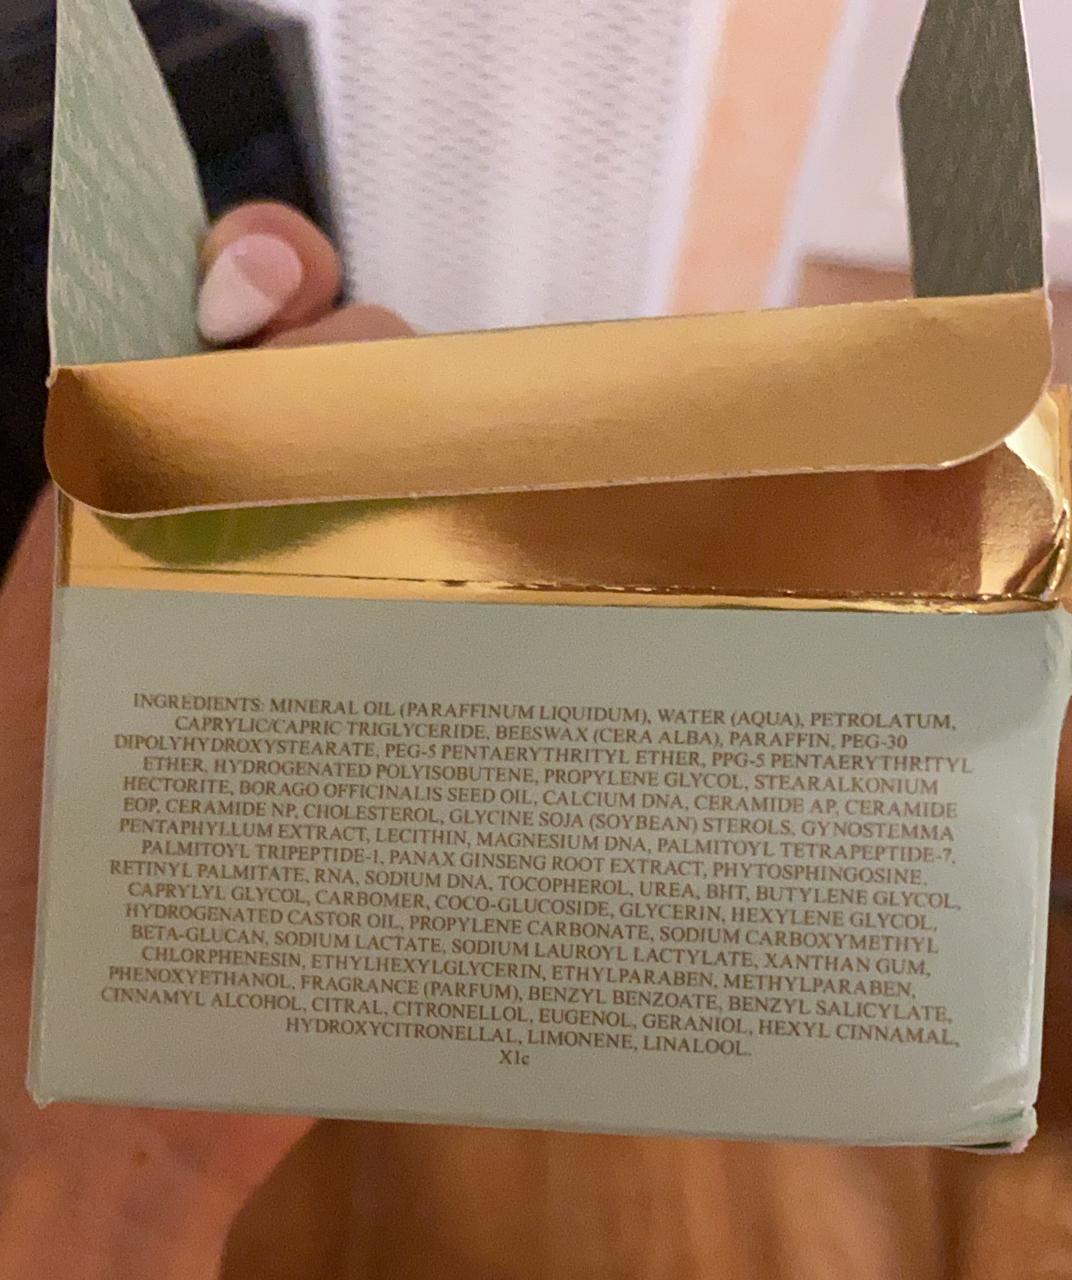 INGREDIENTS: MINERAL OIL (PARAFFINUM LIQUIDUM), WATER (AQUA), PETROLATUM,
CAPRYLIC/CAPRIC TRIGLYCERIDE, BEESWAX (CERA ALBA), PARAFFIN, PEG-30
DIPOLYHYDROXYSTEARATE, PEG-5 PENTAERYTHRITYL ETHER, PPG-5 PENTAERYTHRITYL
ETHER, HYDROGENATED POLYISOBUTENE, PROPYLENE GLYCOL, STEARALKONIUM
HECTORITE, BORAGO OFFICINALIS SEED OIL, CALCIUM DNA, CERAMIDE AP, CERAMIDE
EOP, CERAMIDE NP, CHOLESTEROL, GLYCINE SOJA (SOYBEAN) STEROLS, GYNOSTEMMA
PENTAPHYLLUM EXTRACT, LECITHIN, MAGNESIUM DNA, PALMITOYL TETRAPEPTIDE-7,
PALMITOYL TRIPEPTIDE-1, PANAX GINSENG ROOT EXTRACT, PHYTOSPHINGOSINE,
RETINYL PALMITATE, RNA, SODIUM DNA, TOCOPHEROL, UREA, BHT, BUTYLENE GLYCOL,
CAPRYLYL GLYCOL, CARBOMER, COCO-GLUCOSIDE, GLYCERIN, HEXYLENE GLYCOL,
HYDROGENATED CASTOR OIL, PROPYLENE CARBONATE, SODIUM CARBOXYMETHYL
BETA-GLUCAN, SODIUM LACTATE, SODIUM LAUROYL LACTYLATE, XANTHAN GUM,
CHLORPHENESIN, ETHYLHEXYLGLYCERIN, ETHYLPARABEN, METHYLPARABEN,
PHENOXYETHANOL, FRAGRANCE (PARFUM), BENZYL BENZOATE, BENZYL SALICYLATE,
CINNAMYL ALCOHOL, CITRAL, CITRONELLOL, EUGENOL, GERANIOL, HEXYL CINNAMAL,
HYDROXYCITRONELLAL, LIMONENE, LINALOOL.
X1c